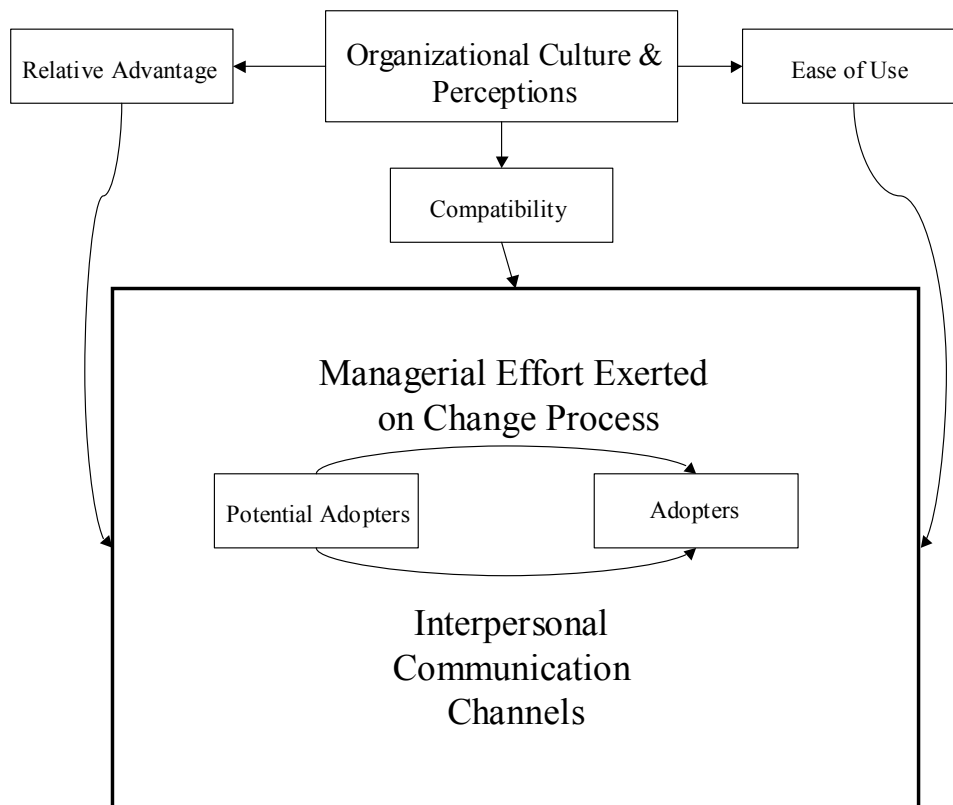 Relative Advantage
Organizational Culture &
Perceptions
Ease of Use
Compatibility
Managerial Effort Exerted
on Change Process
Potential Adopters
Adopters
Interpersonal
Communication
Channels